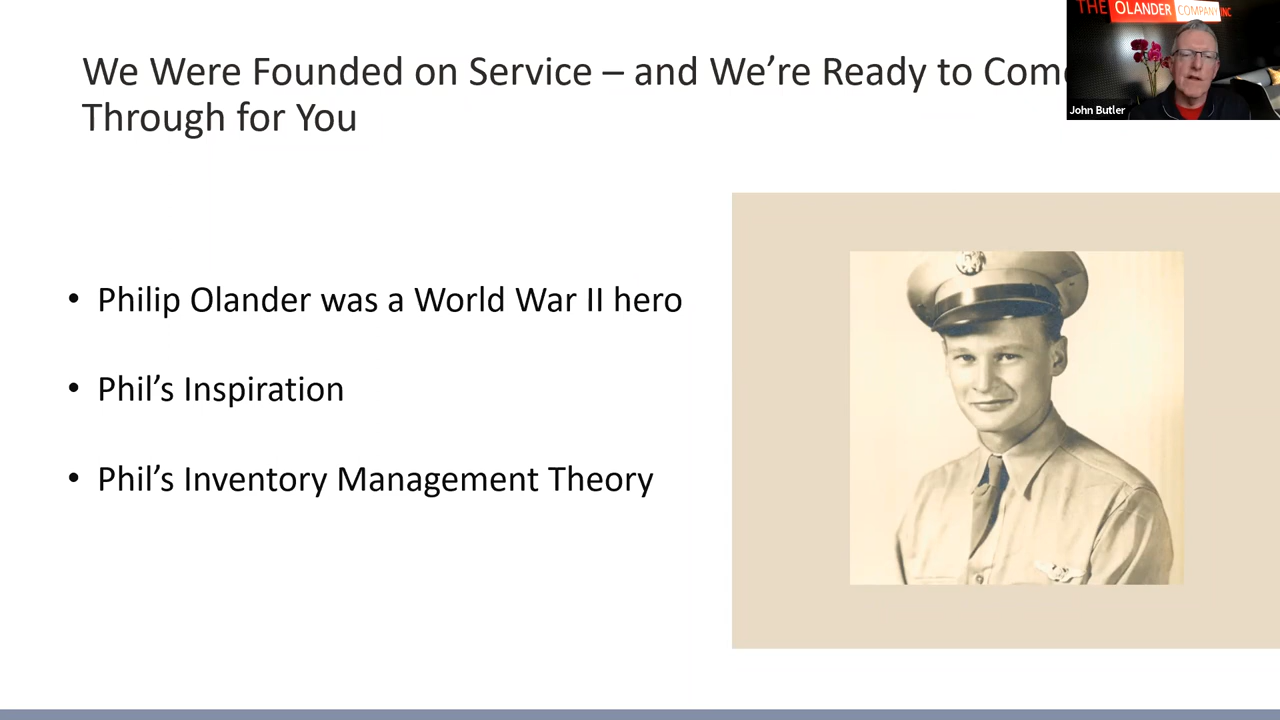 THE OLANDER COMPANY INC
We Were Founded on Service – and We’re Ready to Com
Through for You
John Butler
• Philip Olander was a World War II hero
• Phil’s Inspiration
• Phil’s Inventory Management Theory